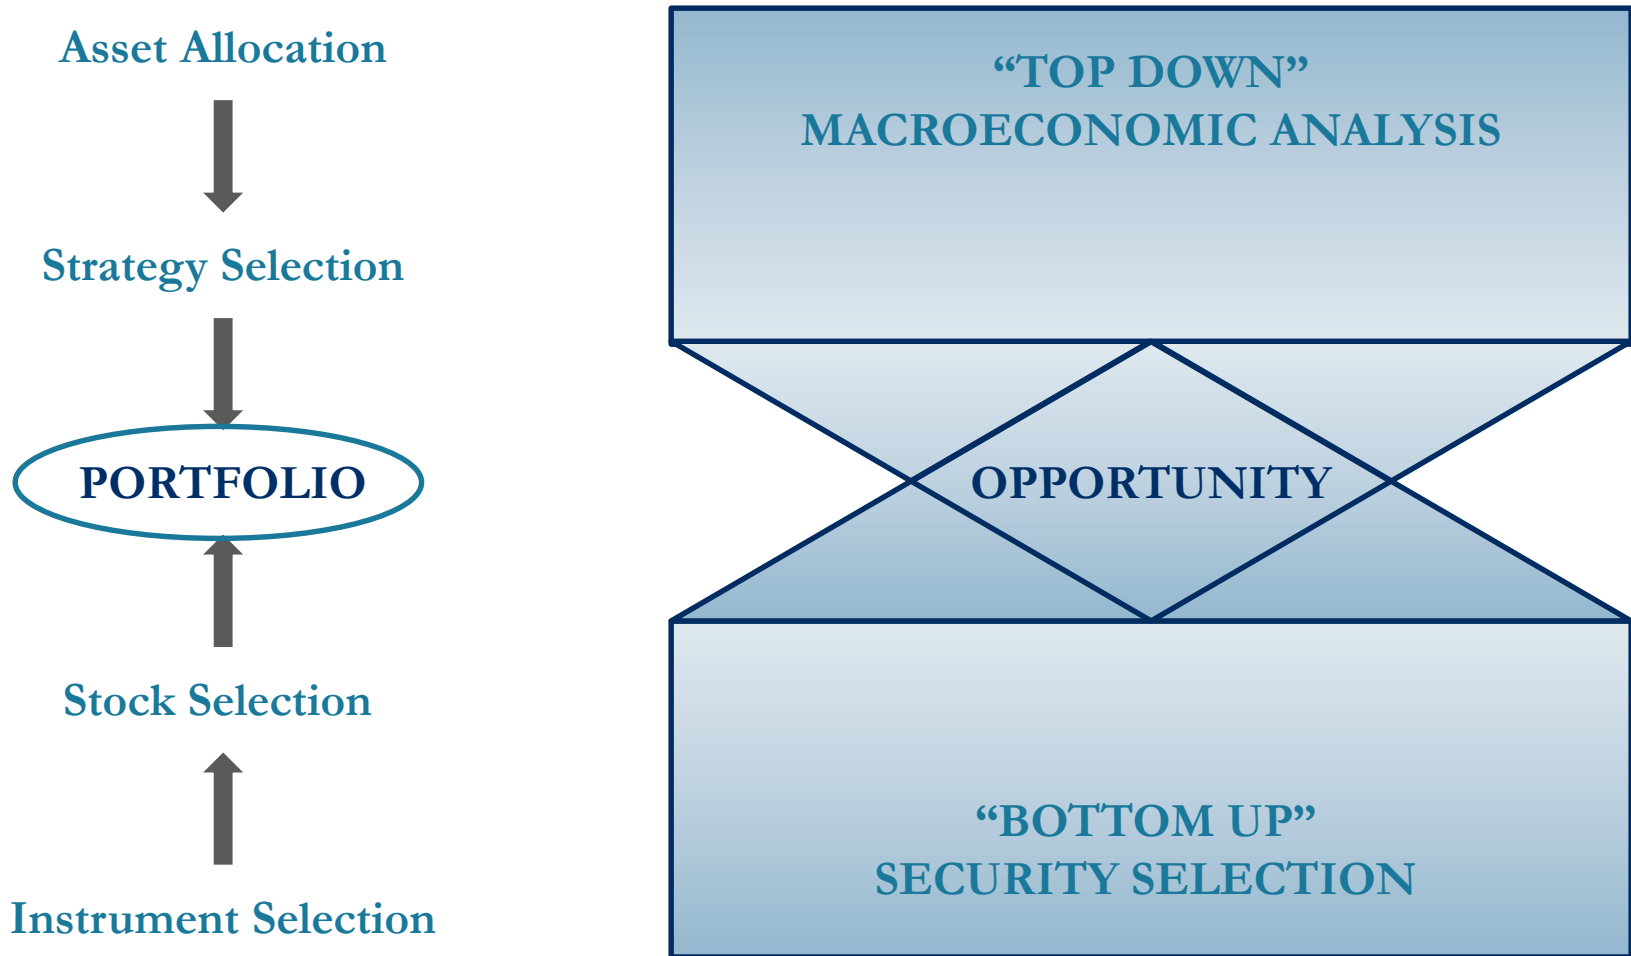 Asset Allocation
Strategy Selection
PORTFOLIO
Stock Selection
Instrument Selection
“TOP DOWN”
MACROECONOMIC ANALYSIS
OPPORTUNITY
“BOTTOM UP”
SECURITY SELECTION